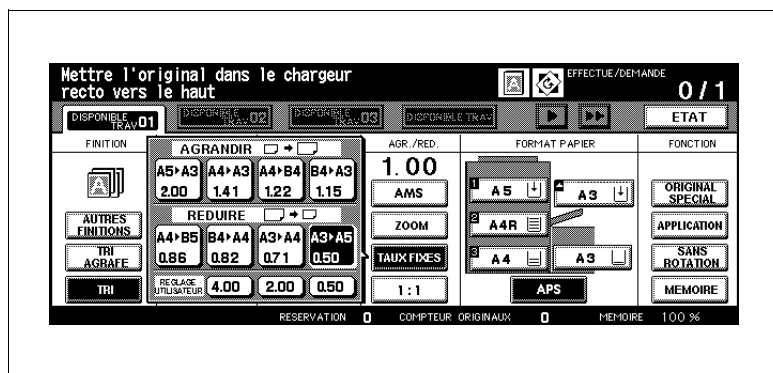 Mettre l'original dans le chargeur
recto vers le haut
EFFECTUE/DEMANDE
0/1
DISPONIBLE
TRAV 01
DISPONIBLE
TRAV 02
DISPONIBLE
TRAV 03
DISPONIBLE TRAV
ETAT
FINITION
AUTRES
FINITIONS
TRI
AGRAFE
TRI
AGRANDIR
A5▸A3
2.00
A4▸A3
1.41
A4▸B4
1.22
B4▸A3
1.15
REDUIRE
A4▸B5
0.86
B4▸A4
0.82
A3▸A4
0.71
A3▸A5
0.50
REGLAGE
UTILISATEUR
4.00
2.00
0.50
AGR./RED.
1.00
AMS
ZOOM
TAUX FIXES
1:1
FORMAT PAPIER
1 A5
A3
2 A4R
3 A4
A3
APS
FONCTION
ORIGINAL
SPECIAL
APPLICATION
SANS
ROTATION
MEMOIRE
RESERVATION 0 COMPTEUR ORIGINAUX 0 MEMOIRE 100 %